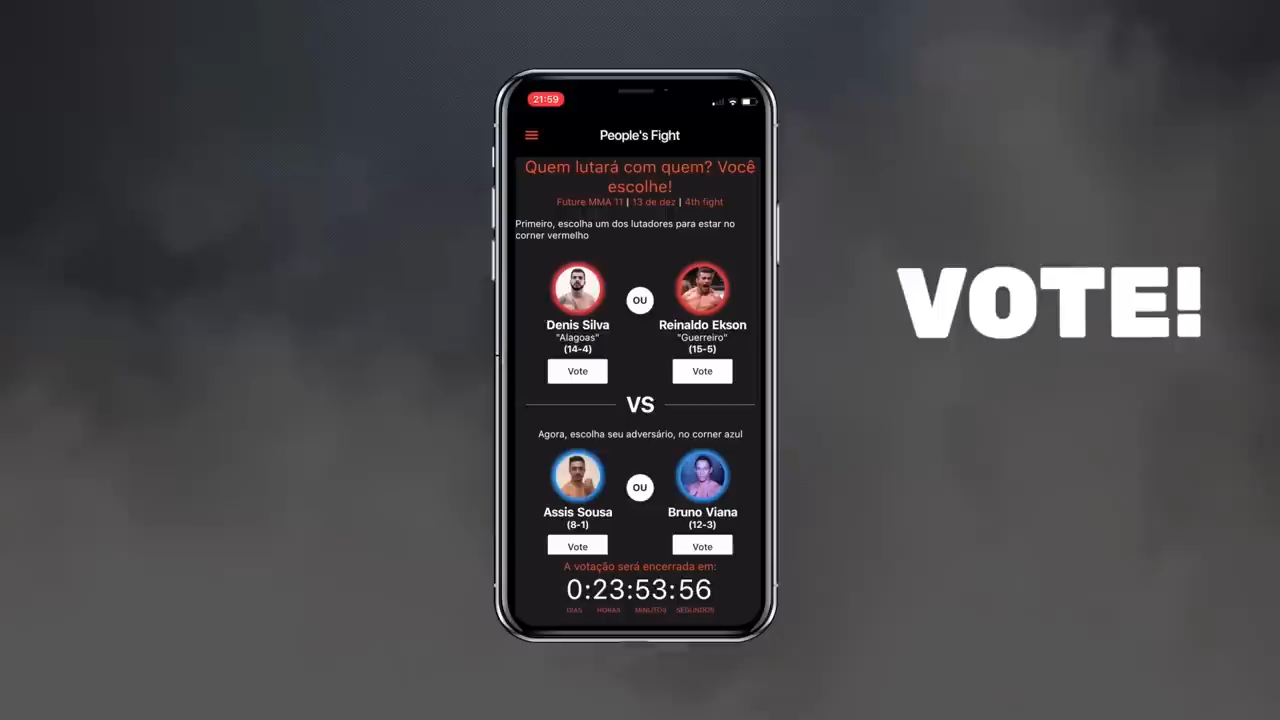 21:59
People's Fight
Quem lutará com quem? Você
escolhe!
Future MMA 11 | 13 de dez | 4th fight
Primeiro, escolha um dos lutadores para estar no
corner vermelho
OU
Denis Silva
Reinaldo Ekson
"Alagoas"
"Guerreiro"
(14-4)
(15-5)
Vote
Vote
VS
Agora, escolha seu adversário, no corner azul
OU
Assis Sousa
Bruno Viana
(8-1)
(12-3)
Vote
Vote
A votação será encerrada em:
0:23:53:56
DIAS HORAS MINUTOS SEGUNDOS
VOTE!